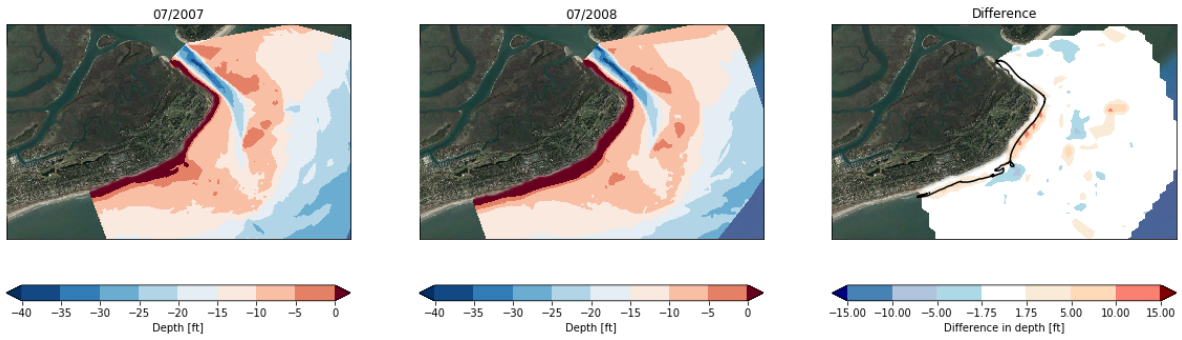 07/2007
07/2008
Difference
−40 −35 −30 −25 −20 −15 −10 −5 0
Depth [ft]
−40 −35 −30 −25 −20 −15 −10 −5 0
Depth [ft]
−15.00 −10.00 −5.00 −1.75 1.75 5.00 10.00 15.00
Difference in depth [ft]